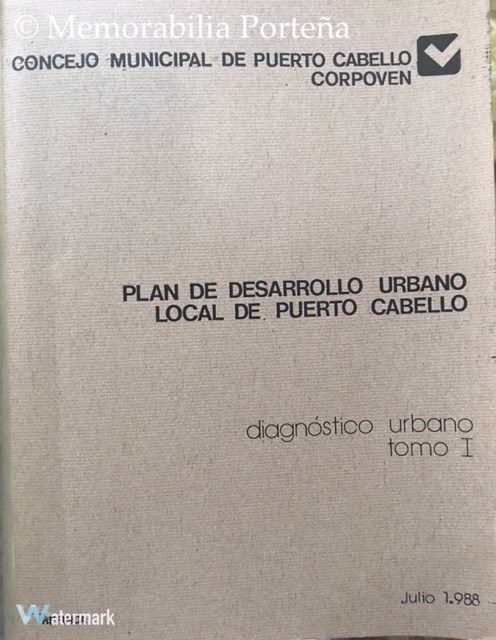 © Memorabilia Porteña
CONCEJO MUNICIPAL DE PUERTO CABELLO
CORPOVEN
PLAN DE DESARROLLO URBANO
LOCAL DE PUERTO CABELLO
diagnóstico urbano
tomo I
Julio 1.988
Watermark